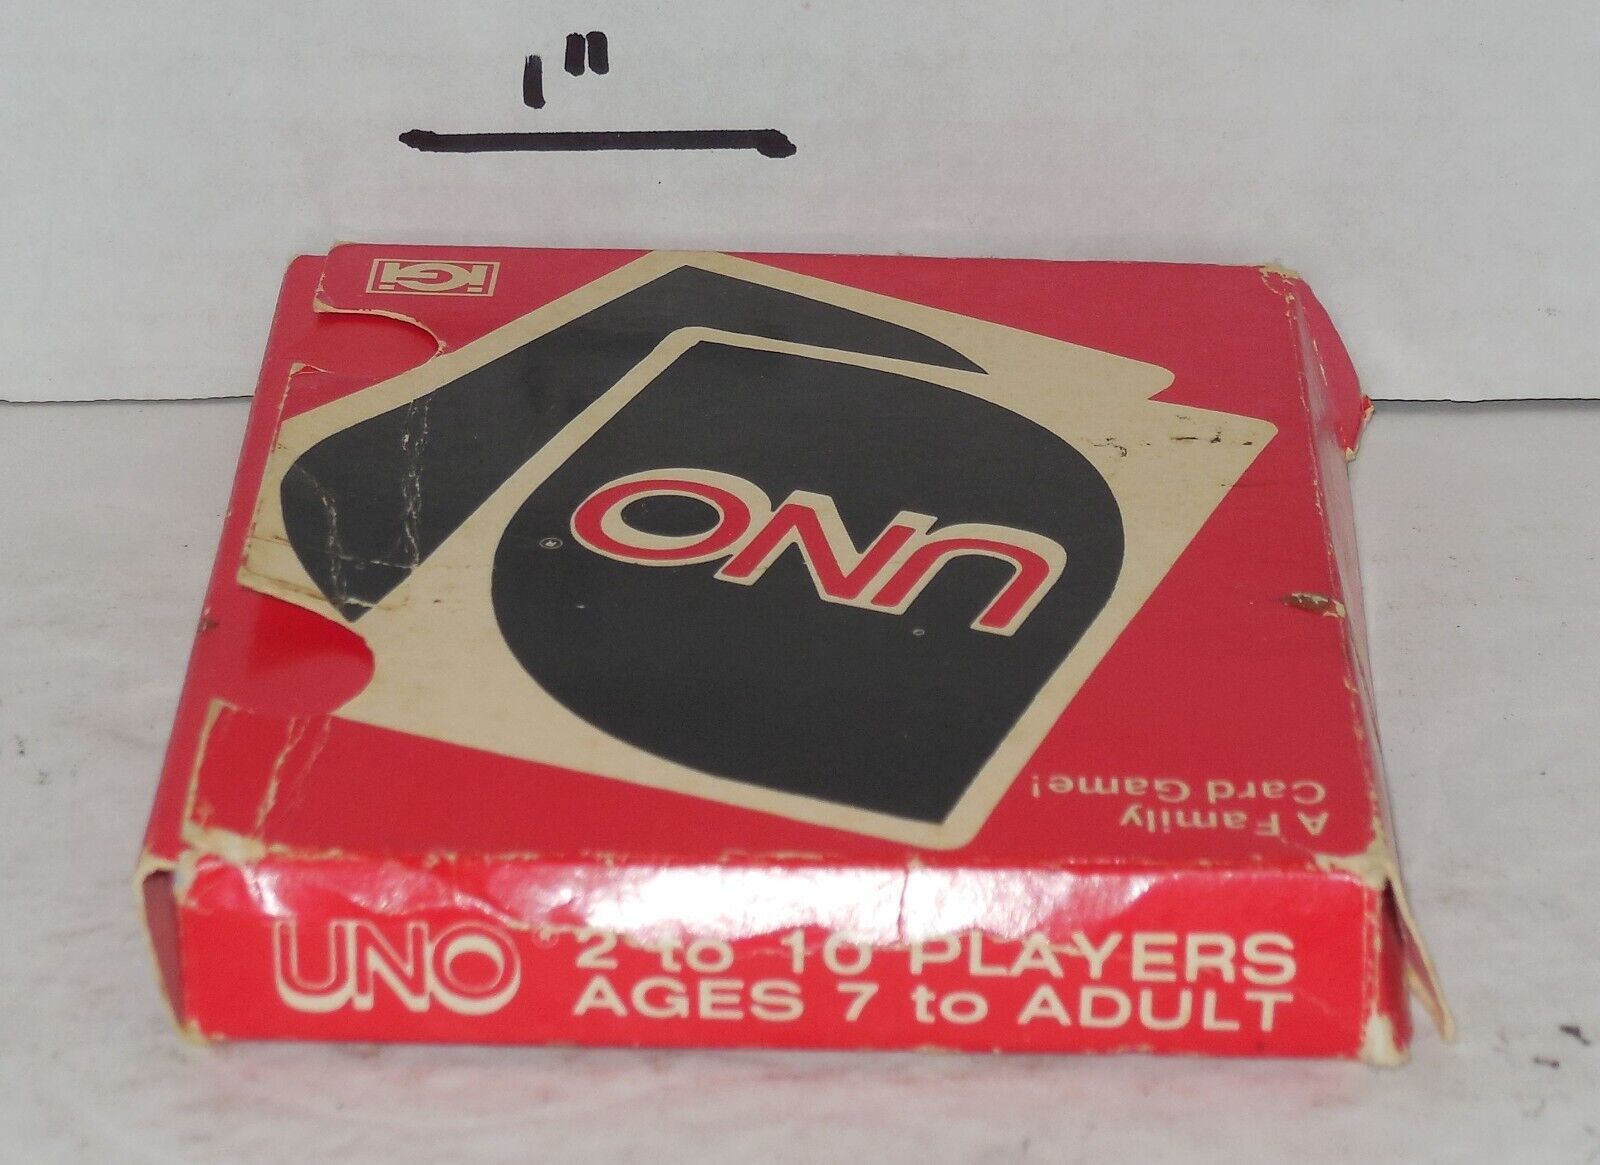 1"
iGi
UNO ®
A Family
Card Game!
UNO® 2 to 10 PLAYERS
AGES 7 to ADULT